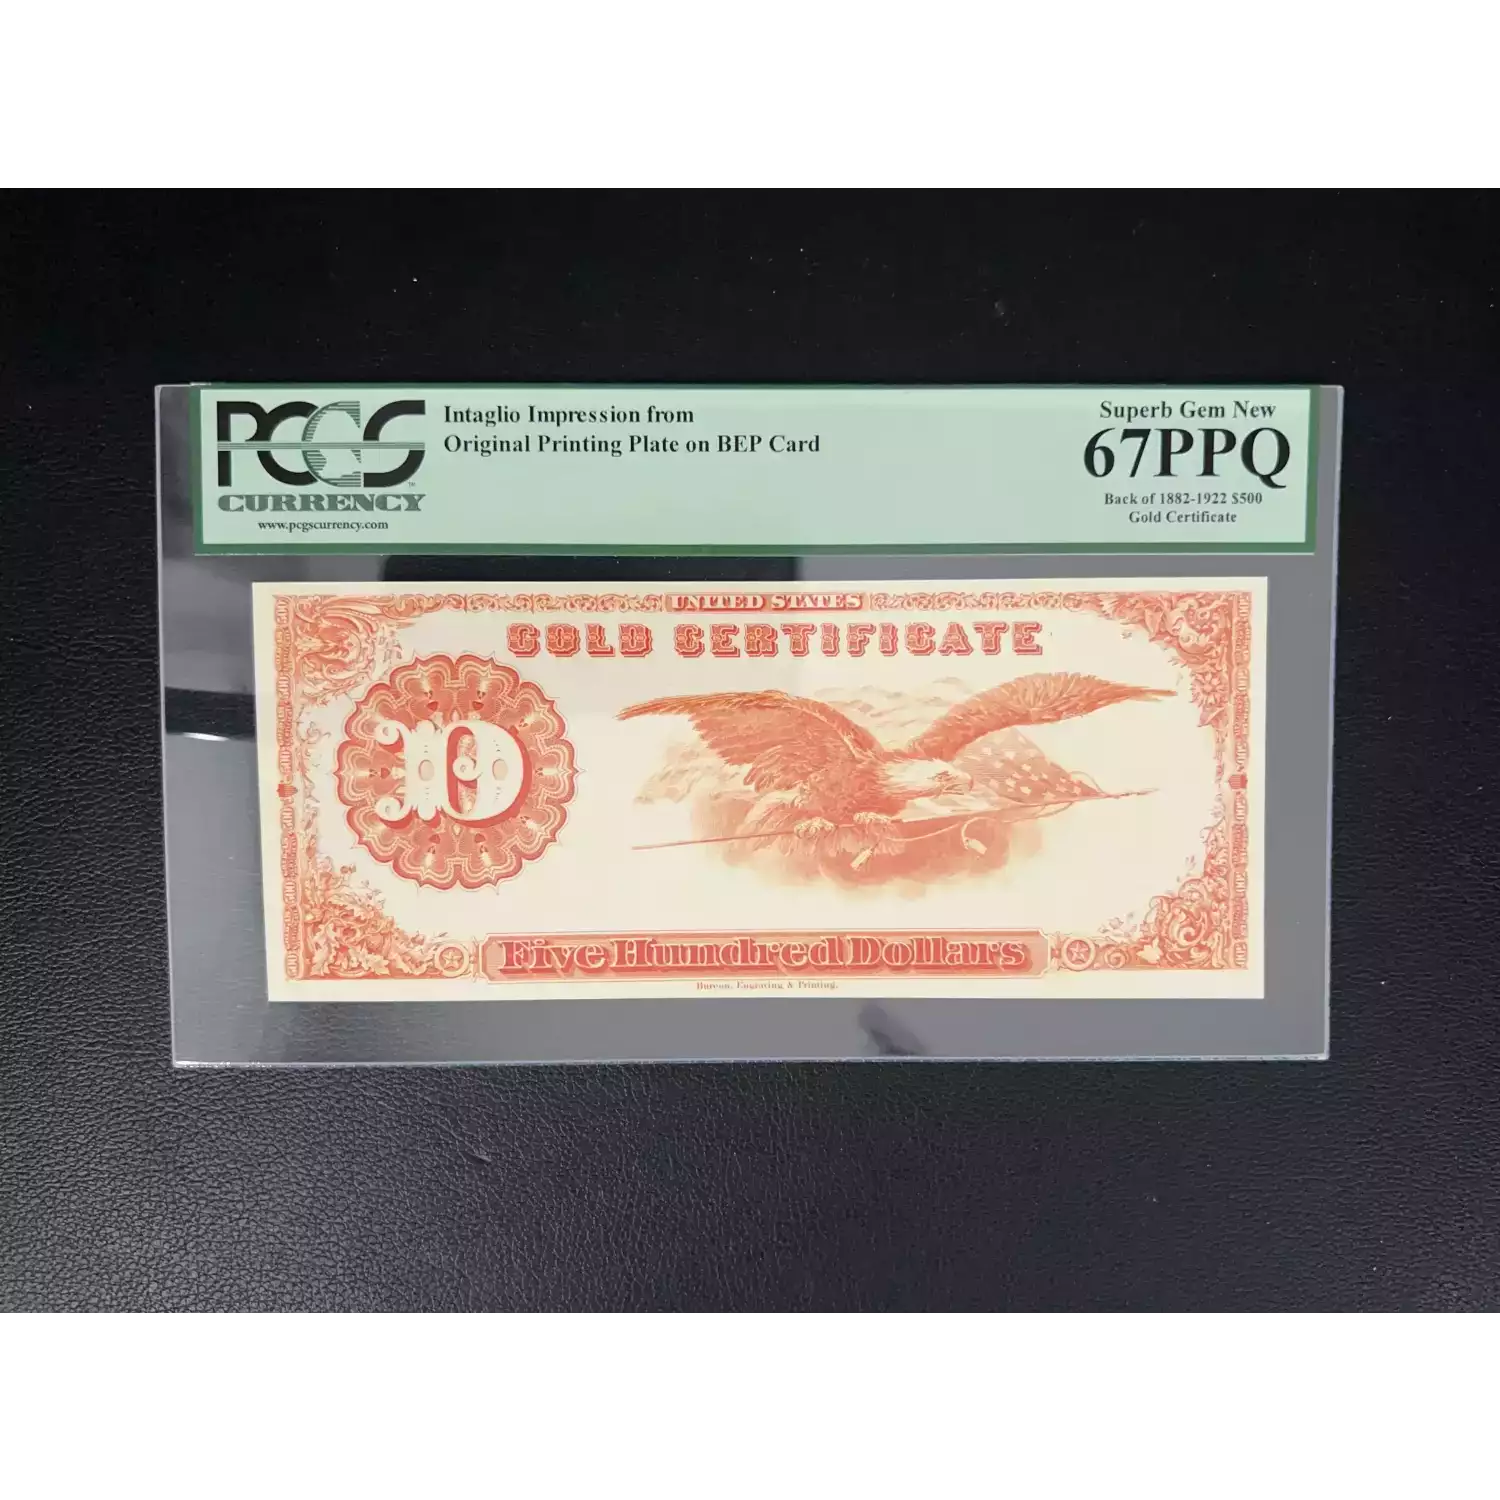 PCGS
CURRENCY
www.pcgscurrency.com
Intaglio Impression from
Original Printing Plate on BEP Card
Superb Gem New
67PPQ
Back of 1882-1922 $500
Gold Certificate
UNITED STATES
GOLD CERTIFICATE
D
Five Hundred Dollars
Bureau, Engraving & Printing.